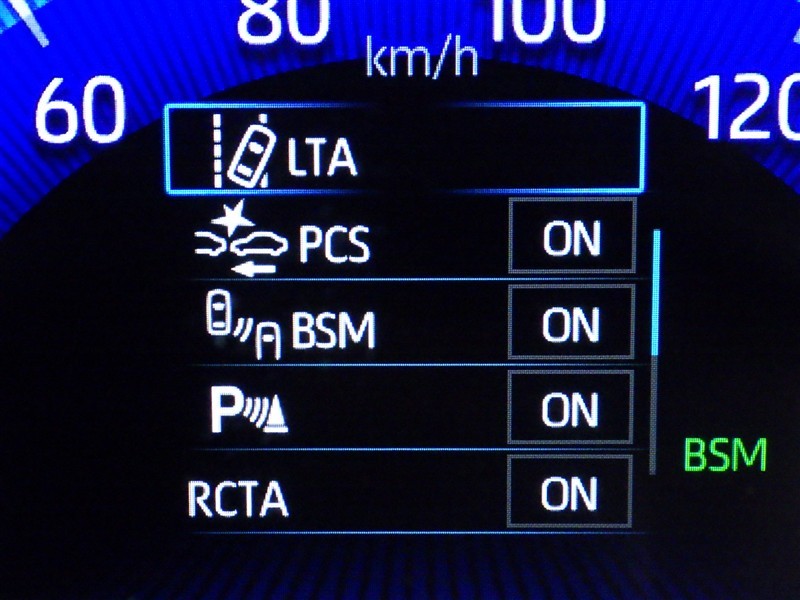 80
100
km/h
60
120
LTA
PCS ON
BSM ON
P ON
BSM
RCTA ON